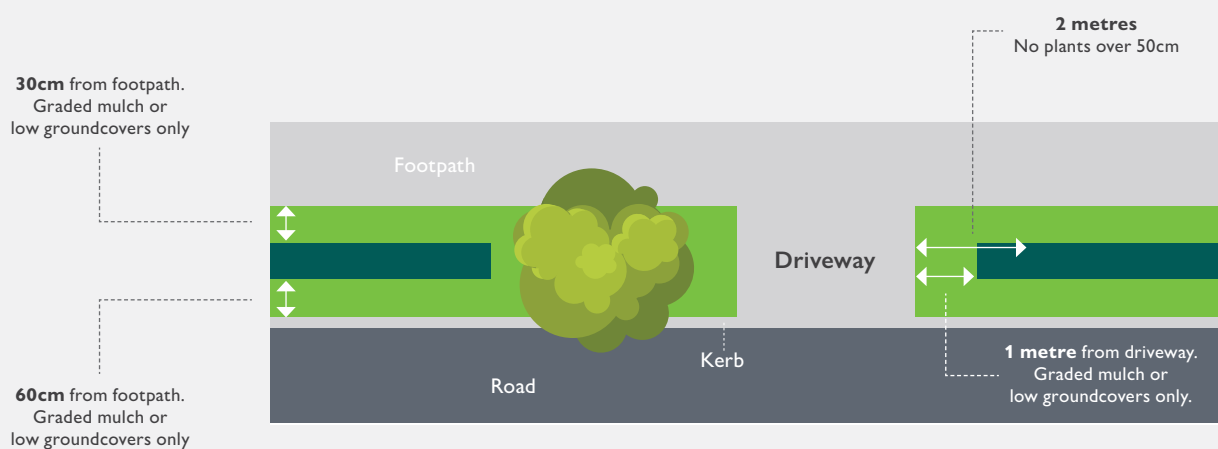 2 metres
No plants over 50cm
30cm from footpath.
Graded mulch or
low groundcovers only
Footpath
Driveway
Kerb
Road
1 metre from driveway.
Graded mulch or
low groundcovers only.
60cm from footpath.
Graded mulch or
low groundcovers only